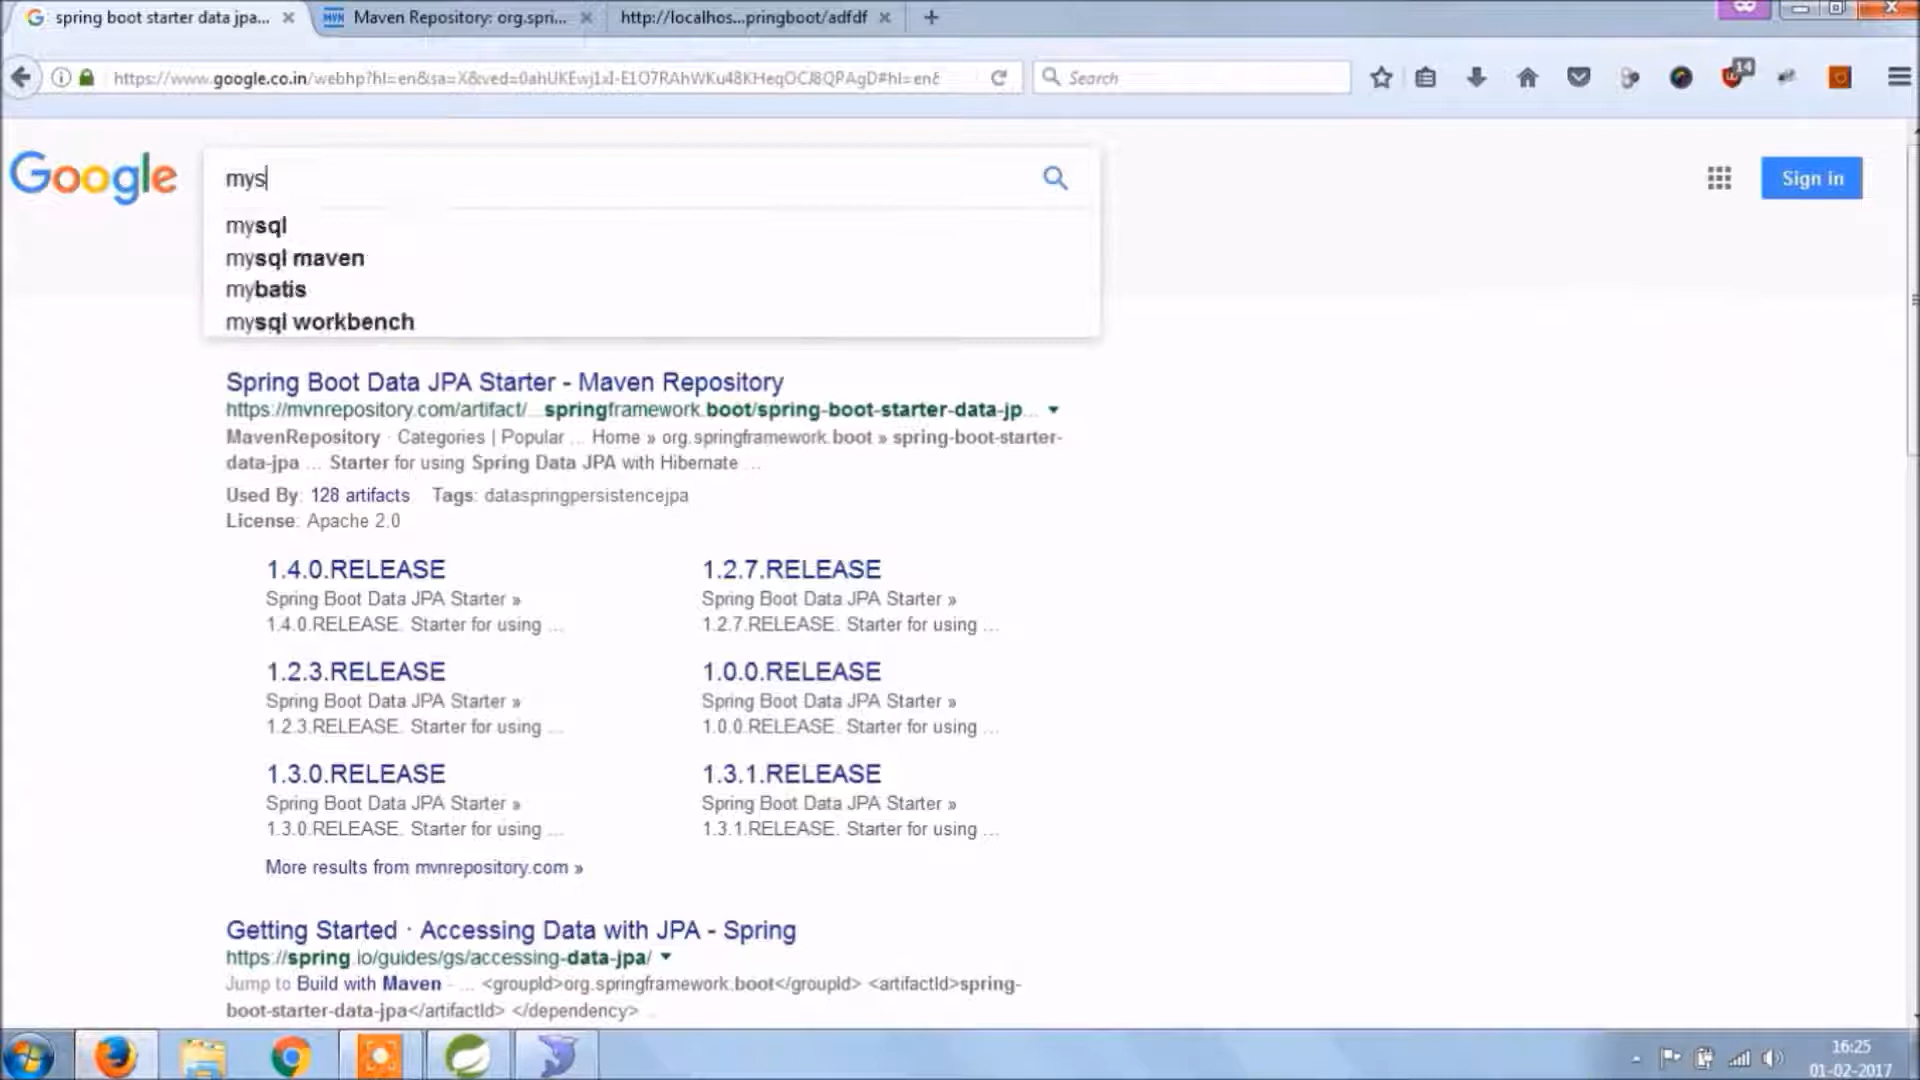 spring boot starter data jpa...
MVN Maven Repository: org.spri...
http://localhos...pringboot/adfdf
https://www.google.co.in/webhp?hl=en&sa=X&ved=0ahUKEwj1xI-E1O7RAhWKu48KHeqOCJ8QPAgD#hl=en&
Search
14
Google
mys
Sign in
mysql
mysql maven
mybatis
mysql workbench
Spring Boot Data JPA Starter - Maven Repository
https://mvnrepository.com/artifact/...springframework.boot/spring-boot-starter-data-jp...
MavenRepository · Categories | Popular ... Home » org.springframework.boot » spring-boot-starter-
data-jpa ... Starter for using Spring Data JPA with Hibernate ...
Used By: 128 artifacts Tags: dataspringpersistencejpa
License: Apache 2.0
1.4.0.RELEASE
Spring Boot Data JPA Starter »
1.4.0.RELEASE. Starter for using ...
1.2.7.RELEASE
Spring Boot Data JPA Starter »
1.2.7.RELEASE. Starter for using ...
1.2.3.RELEASE
Spring Boot Data JPA Starter »
1.2.3.RELEASE. Starter for using ...
1.0.0.RELEASE
Spring Boot Data JPA Starter »
1.0.0.RELEASE. Starter for using ...
1.3.0.RELEASE
Spring Boot Data JPA Starter »
1.3.0.RELEASE. Starter for using ...
1.3.1.RELEASE
Spring Boot Data JPA Starter »
1.3.1.RELEASE. Starter for using ...
More results from mvnrepository.com »
Getting Started · Accessing Data with JPA - Spring
https://spring.io/guides/gs/accessing-data-jpa/
Jump to Build with Maven - ... <groupId>org.springframework.boot</groupId> <artifactId>spring-
boot-starter-data-jpa</artifactId> </dependency>
16:25
01-02-2017